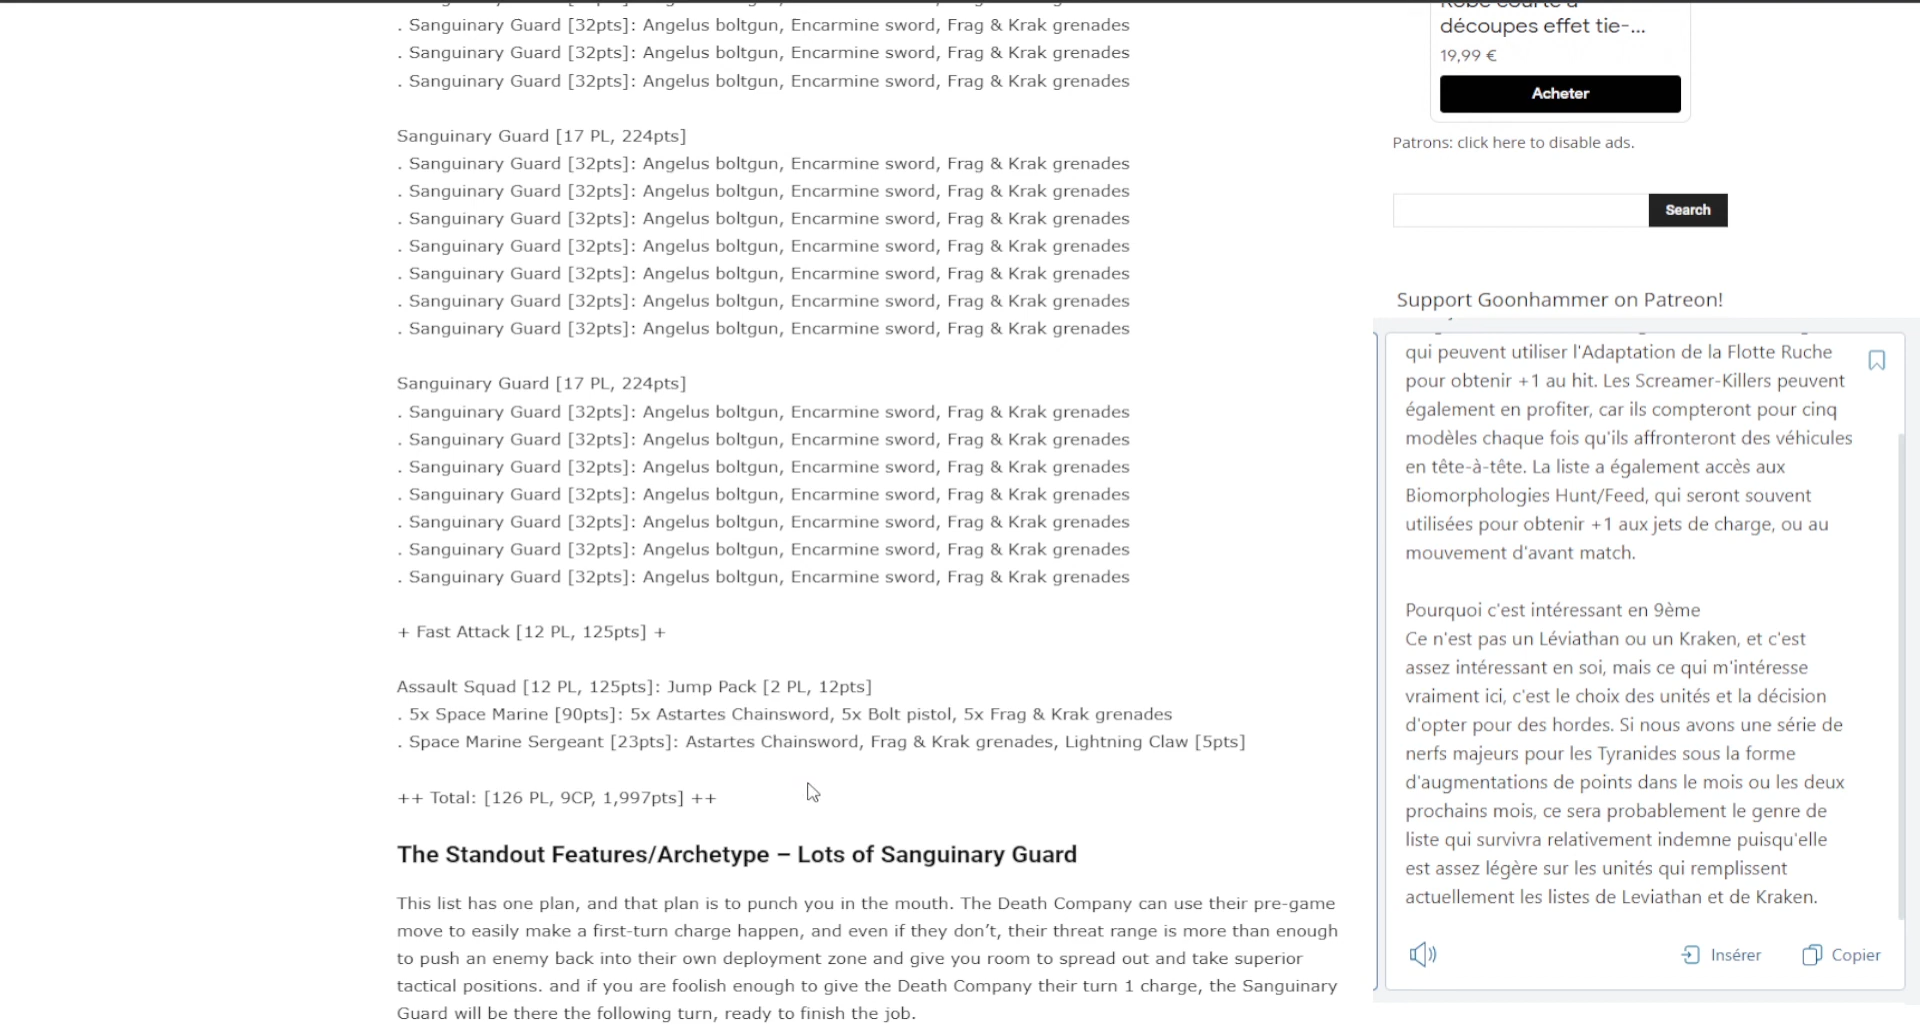 . Sanguinary Guard [32pts]: Angelus boltgun, Encarmine sword, Frag & Krak grenades
. Sanguinary Guard [32pts]: Angelus boltgun, Encarmine sword, Frag & Krak grenades
. Sanguinary Guard [32pts]: Angelus boltgun, Encarmine sword, Frag & Krak grenades
Sanguinary Guard [17 PL, 224pts]
. Sanguinary Guard [32pts]: Angelus boltgun, Encarmine sword, Frag & Krak grenades
. Sanguinary Guard [32pts]: Angelus boltgun, Encarmine sword, Frag & Krak grenades
. Sanguinary Guard [32pts]: Angelus boltgun, Encarmine sword, Frag & Krak grenades
. Sanguinary Guard [32pts]: Angelus boltgun, Encarmine sword, Frag & Krak grenades
. Sanguinary Guard [32pts]: Angelus boltgun, Encarmine sword, Frag & Krak grenades
. Sanguinary Guard [32pts]: Angelus boltgun, Encarmine sword, Frag & Krak grenades
. Sanguinary Guard [32pts]: Angelus boltgun, Encarmine sword, Frag & Krak grenades
Sanguinary Guard [17 PL, 224pts]
. Sanguinary Guard [32pts]: Angelus boltgun, Encarmine sword, Frag & Krak grenades
. Sanguinary Guard [32pts]: Angelus boltgun, Encarmine sword, Frag & Krak grenades
. Sanguinary Guard [32pts]: Angelus boltgun, Encarmine sword, Frag & Krak grenades
. Sanguinary Guard [32pts]: Angelus boltgun, Encarmine sword, Frag & Krak grenades
. Sanguinary Guard [32pts]: Angelus boltgun, Encarmine sword, Frag & Krak grenades
. Sanguinary Guard [32pts]: Angelus boltgun, Encarmine sword, Frag & Krak grenades
. Sanguinary Guard [32pts]: Angelus boltgun, Encarmine sword, Frag & Krak grenades
+ Fast Attack [12 PL, 125pts] +
Assault Squad [12 PL, 125pts]: Jump Pack [2 PL, 12pts]
. 5x Space Marine [90pts]: 5x Astartes Chainsword, 5x Bolt pistol, 5x Frag & Krak grenades
. Space Marine Sergeant [23pts]: Astartes Chainsword, Frag & Krak grenades, Lightning Claw [5pts]
++ Total: [126 PL, 9CP, 1,997pts] ++
The Standout Features/Archetype – Lots of Sanguinary Guard
This list has one plan, and that plan is to punch you in the mouth. The Death Company can use their pre-game
move to easily make a first-turn charge happen, and even if they don’t, their threat range is more than enough
to push an enemy back into their own deployment zone and give you room to spread out and take superior
tactical positions. and if you are foolish enough to give the Death Company their turn 1 charge, the Sanguinary
Guard will be there the following turn, ready to finish the job.
Robe courte à
découpes effet tie-...
19,99 €
Acheter
Patrons: click here to disable ads.
Search
Support Goonhammer on Patreon!
qui peuvent utiliser l'Adaptation de la Flotte Ruche
pour obtenir +1 au hit. Les Screamer-Killers peuvent
également en profiter, car ils compteront pour cinq
modèles chaque fois qu'ils affronteront des véhicules
en tête-à-tête. La liste a également accès aux
Biomorphologies Hunt/Feed, qui seront souvent
utilisées pour obtenir +1 aux jets de charge, ou au
mouvement d'avant match.
Pourquoi c'est intéressant en 9ème
Ce n'est pas un Léviathan ou un Kraken, et c'est
assez intéressant en soi, mais ce qui m'intéresse
vraiment ici, c'est le choix des unités et la décision
d'opter pour des hordes. Si nous avons une série de
nerfs majeurs pour les Tyranides sous la forme
d'augmentations de points dans le mois ou les deux
prochains mois, ce sera probablement le genre de
liste qui survivra relativement indemne puisqu'elle
est assez légère sur les unités qui remplissent
actuellement les listes de Leviathan et de Kraken.
Insérer
Copier